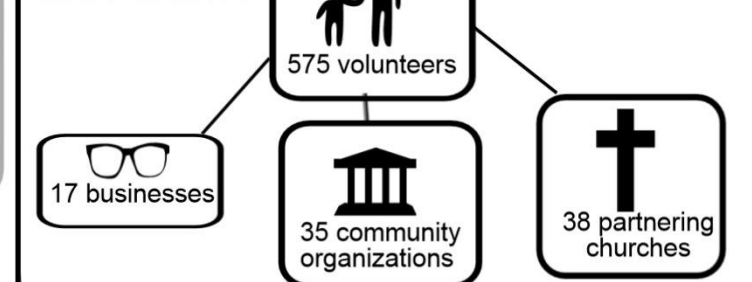 575 volunteers
17 businesses
35 community
organizations
38 partnering
churches